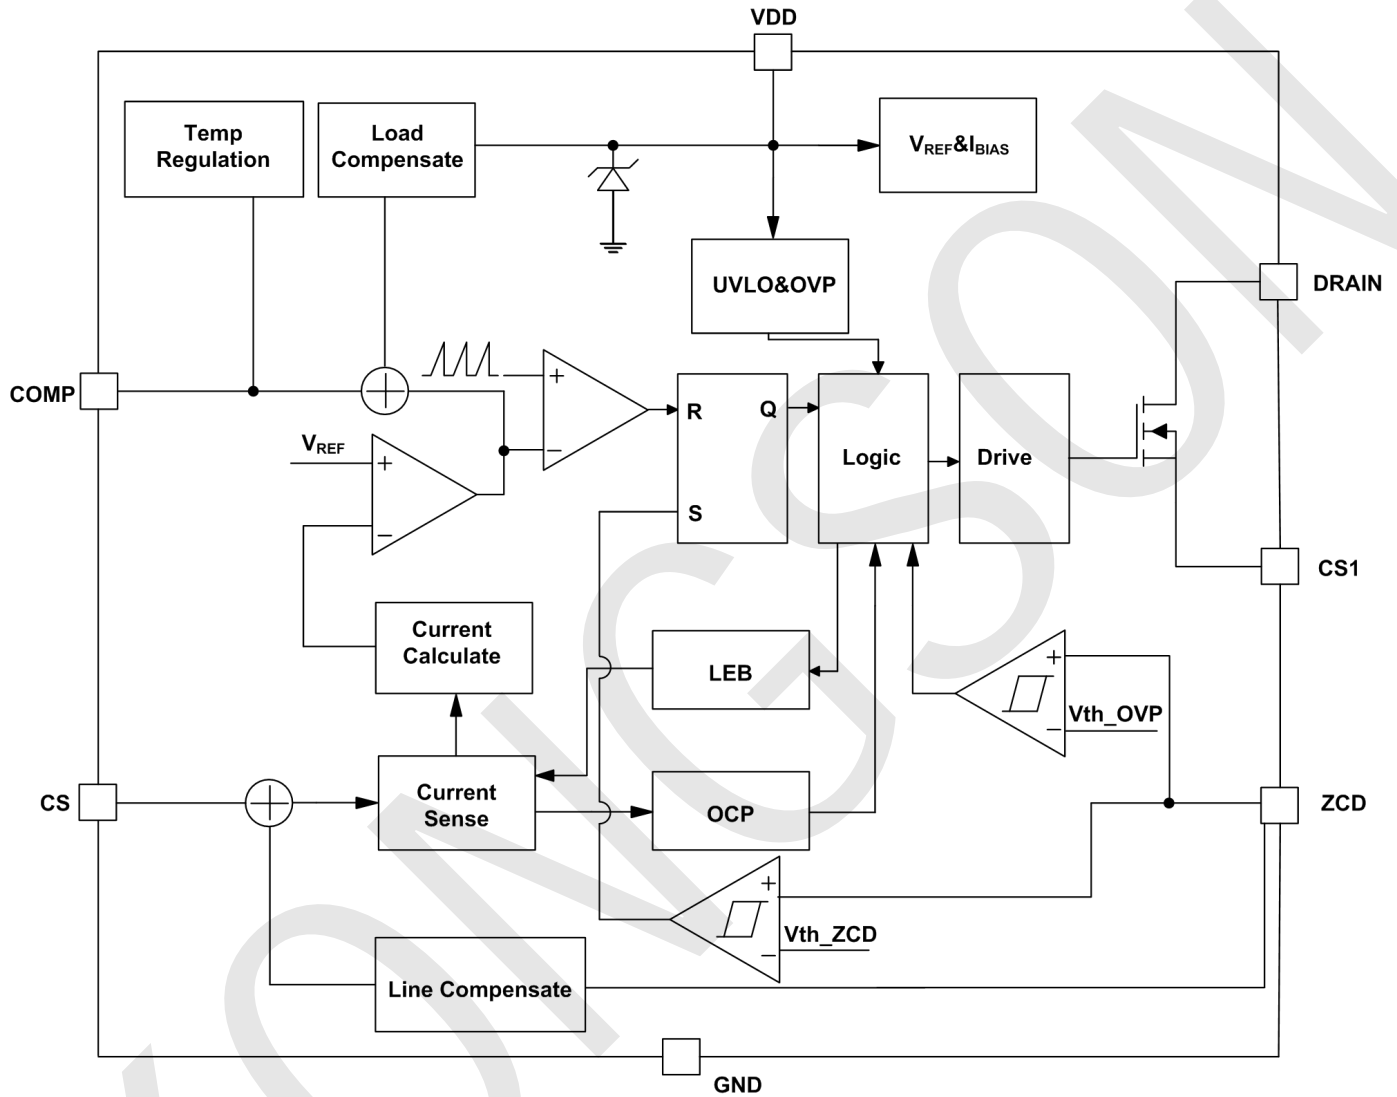 VDD
Temp
Regulation
Load
Compensate
VREF&IBIAS
UVLO&OVP
DRAIN
COMP
+
−
R
Q
S
VREF
+
−
Logic
Drive
CS1
Current
Calculate
LEB
+
Vth_OVP
−
CS
Current
Sense
OCP
ZCD
+
Vth_ZCD
−
Line Compensate
GND